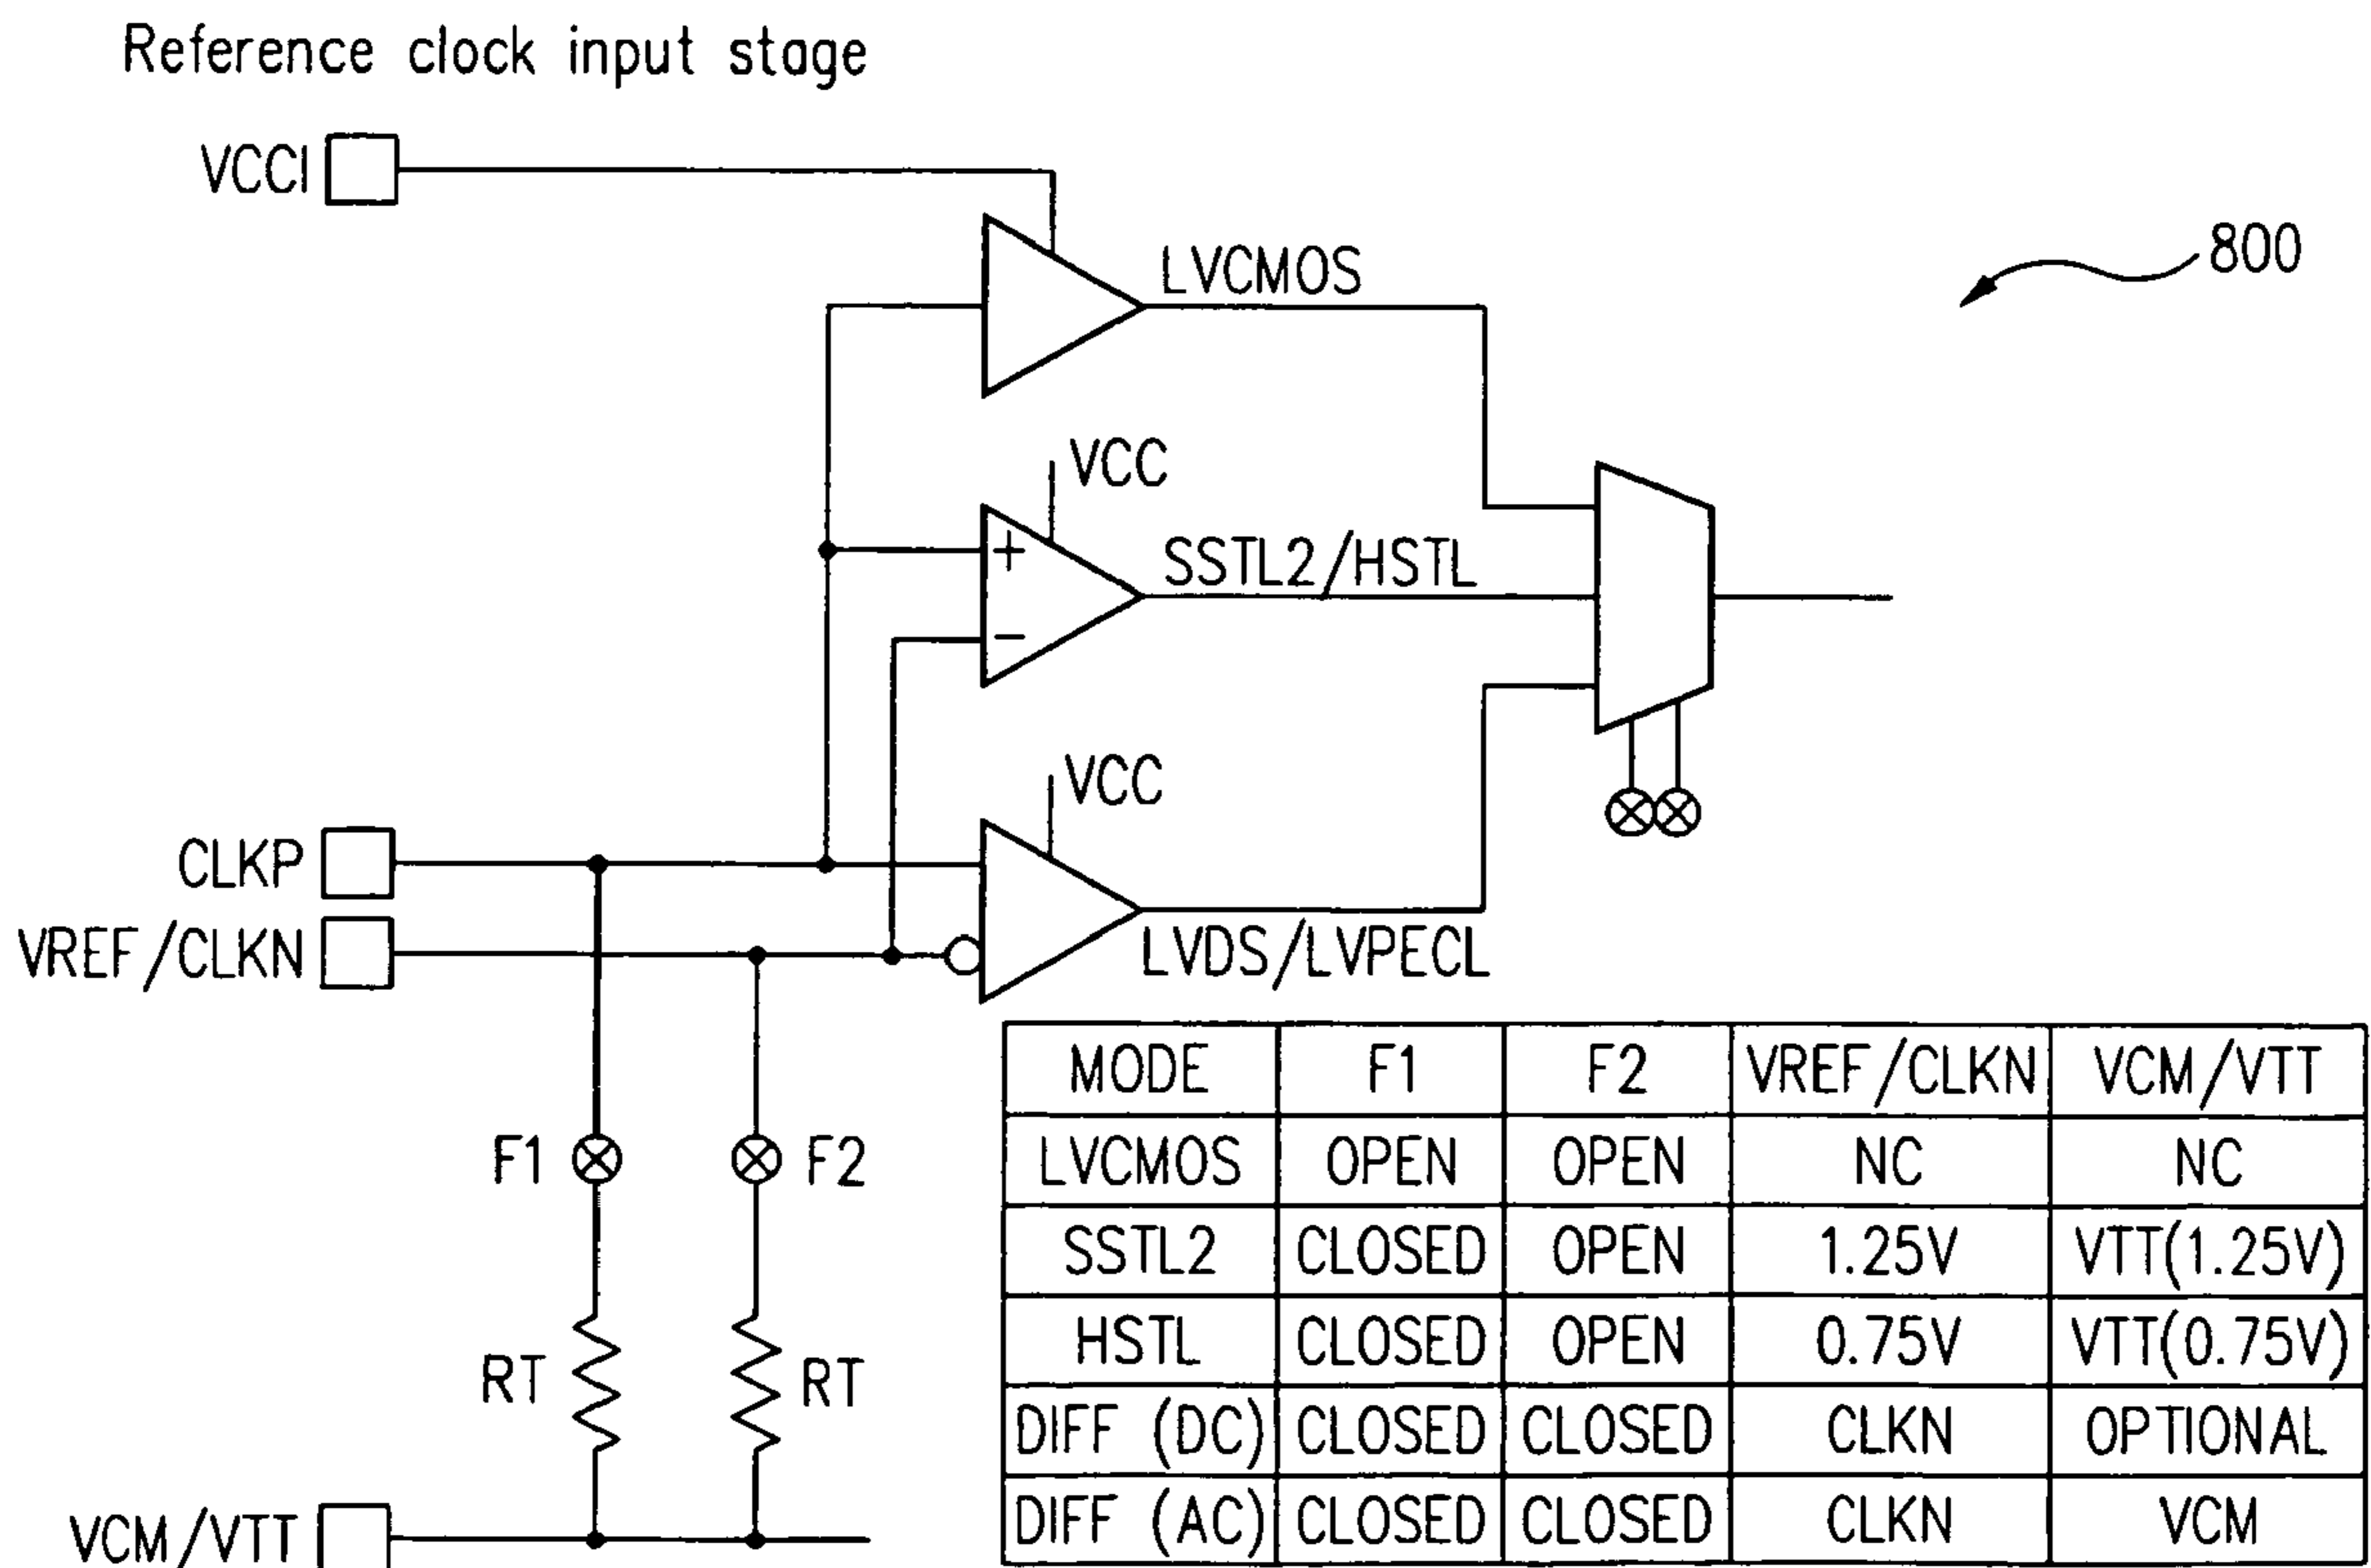 Reference clock input stage
VCCI
LVCMOS
800
VCC
+
SSTL2/HSTL
−
VCC
CLKP
VREF/CLKN
LVDS/LVPECL
F1
F2
RT
RT
VCM/VTT
MODE F1 F2 VREF/CLKN VCM/VTT
LVCMOS OPEN OPEN NC NC
SSTL2 CLOSED OPEN 1.25V VTT(1.25V)
HSTL CLOSED OPEN 0.75V VTT(0.75V)
DIFF (DC) CLOSED CLOSED CLKN OPTIONAL
DIFF (AC) CLOSED CLOSED CLKN VCM